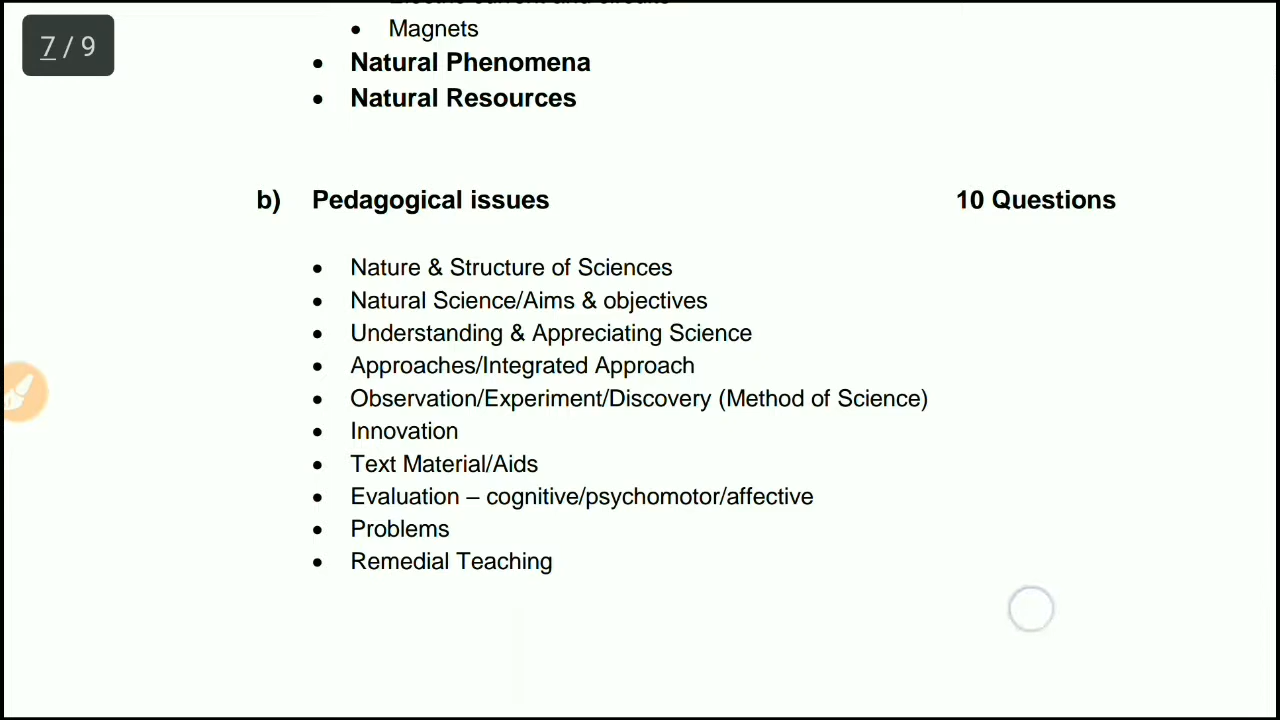 7 / 9
Magnets
Natural Phenomena
Natural Resources
b) Pedagogical issues 10 Questions
Nature & Structure of Sciences
Natural Science/Aims & objectives
Understanding & Appreciating Science
Approaches/Integrated Approach
Observation/Experiment/Discovery (Method of Science)
Innovation
Text Material/Aids
Evaluation – cognitive/psychomotor/affective
Problems
Remedial Teaching